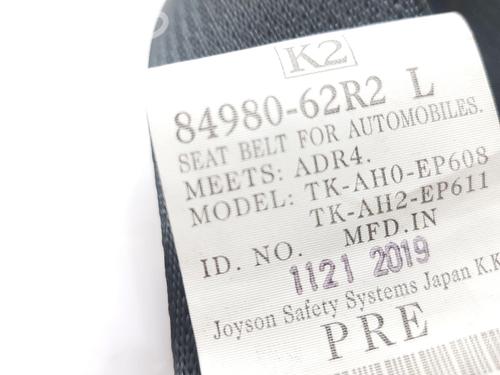 K2
84980-62R2 L
SEAT BELT FOR AUTOMOBILES.
MEETS: ADR4.
MODEL: TK-AH0-EP608
TK-AH2-EP611
MFD.IN
ID. NO. 1121 2019
Joyson Safety Systems Japan K.K
PRE